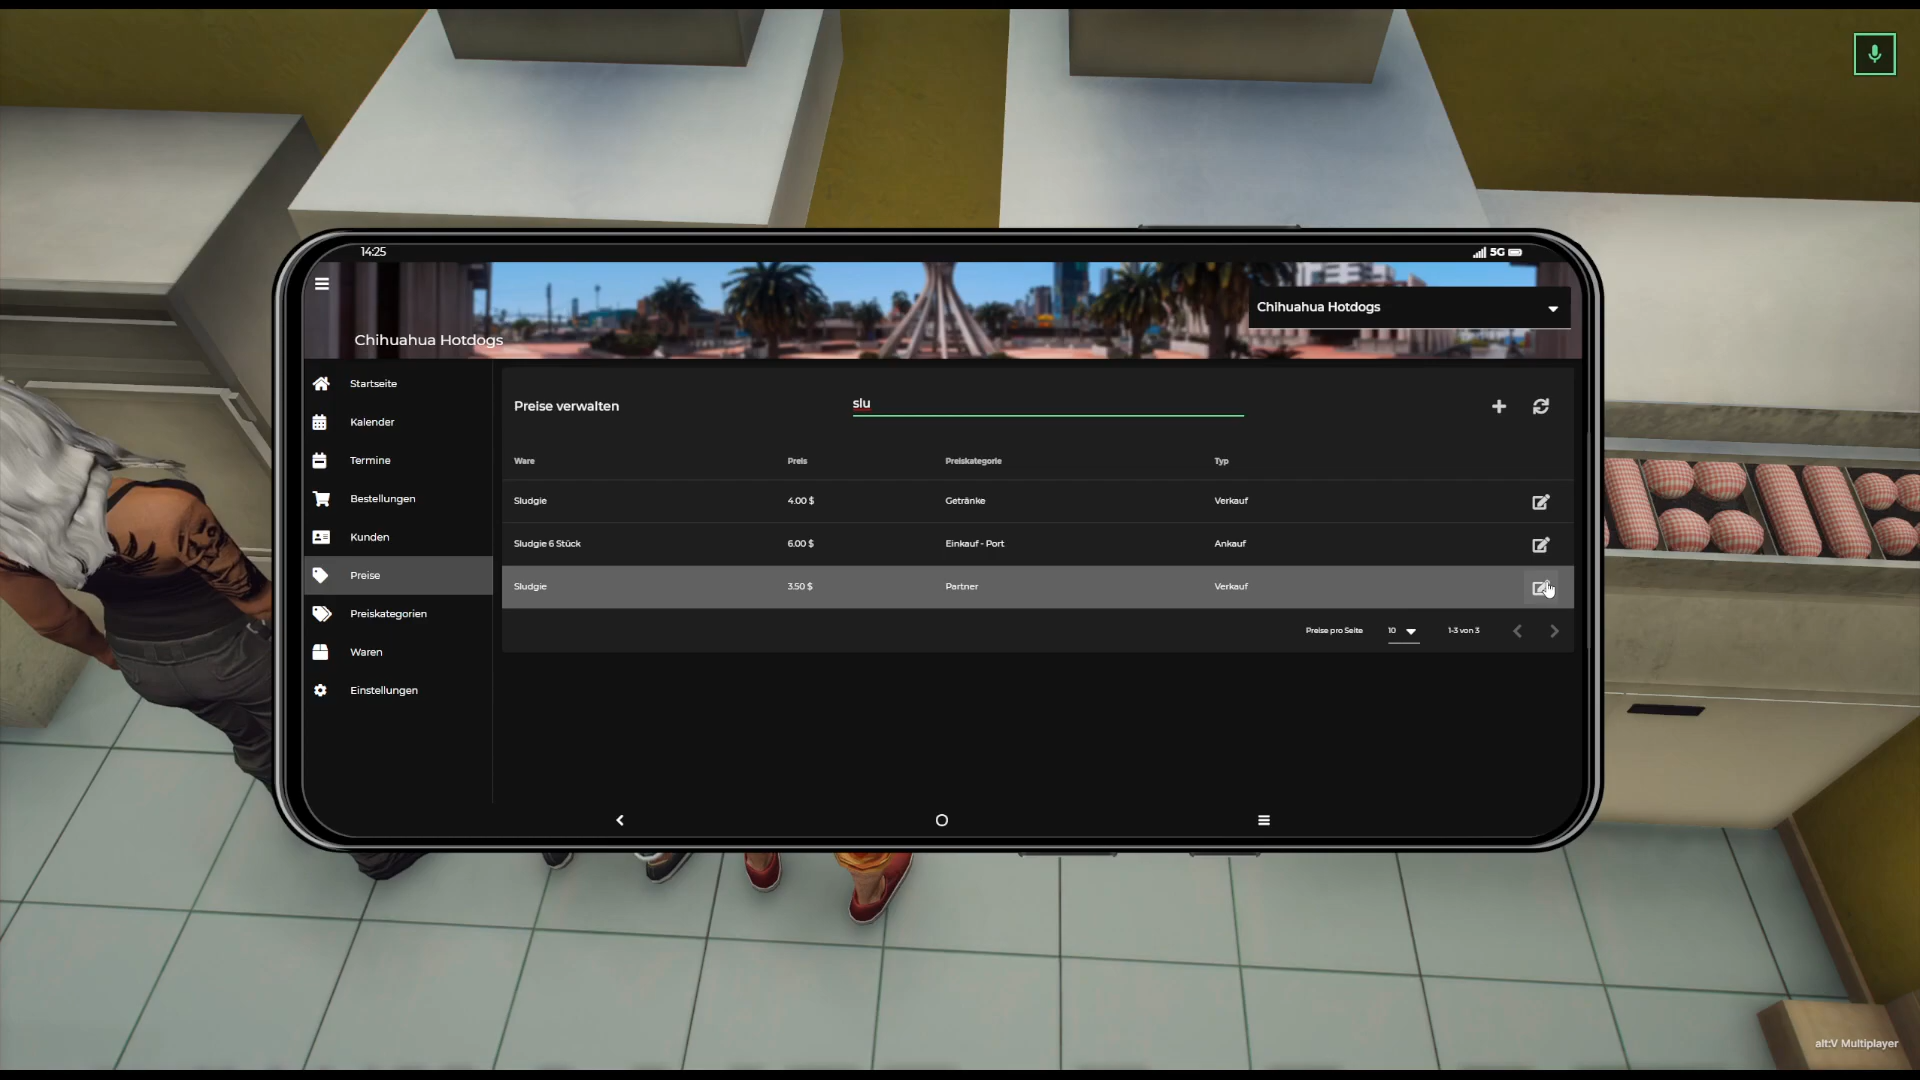 14:25
5G
Chihuahua Hotdogs
Chihuahua Hotdogs
Startseite
Kalender
Termine
Bestellungen
Kunden
Preise
Preiskategorien
Waren
Einstellungen
Preise verwalten
slu
Ware Preis Preiskategorie Typ
Sludgie 4.00 $ Getränke Verkauf
Sludgie 6 Stück 6.00 $ Einkauf - Port Ankauf
Sludgie 3.50 $ Partner Verkauf
Preise pro Seite 10 1-3 von 3
alt:V Multiplayer